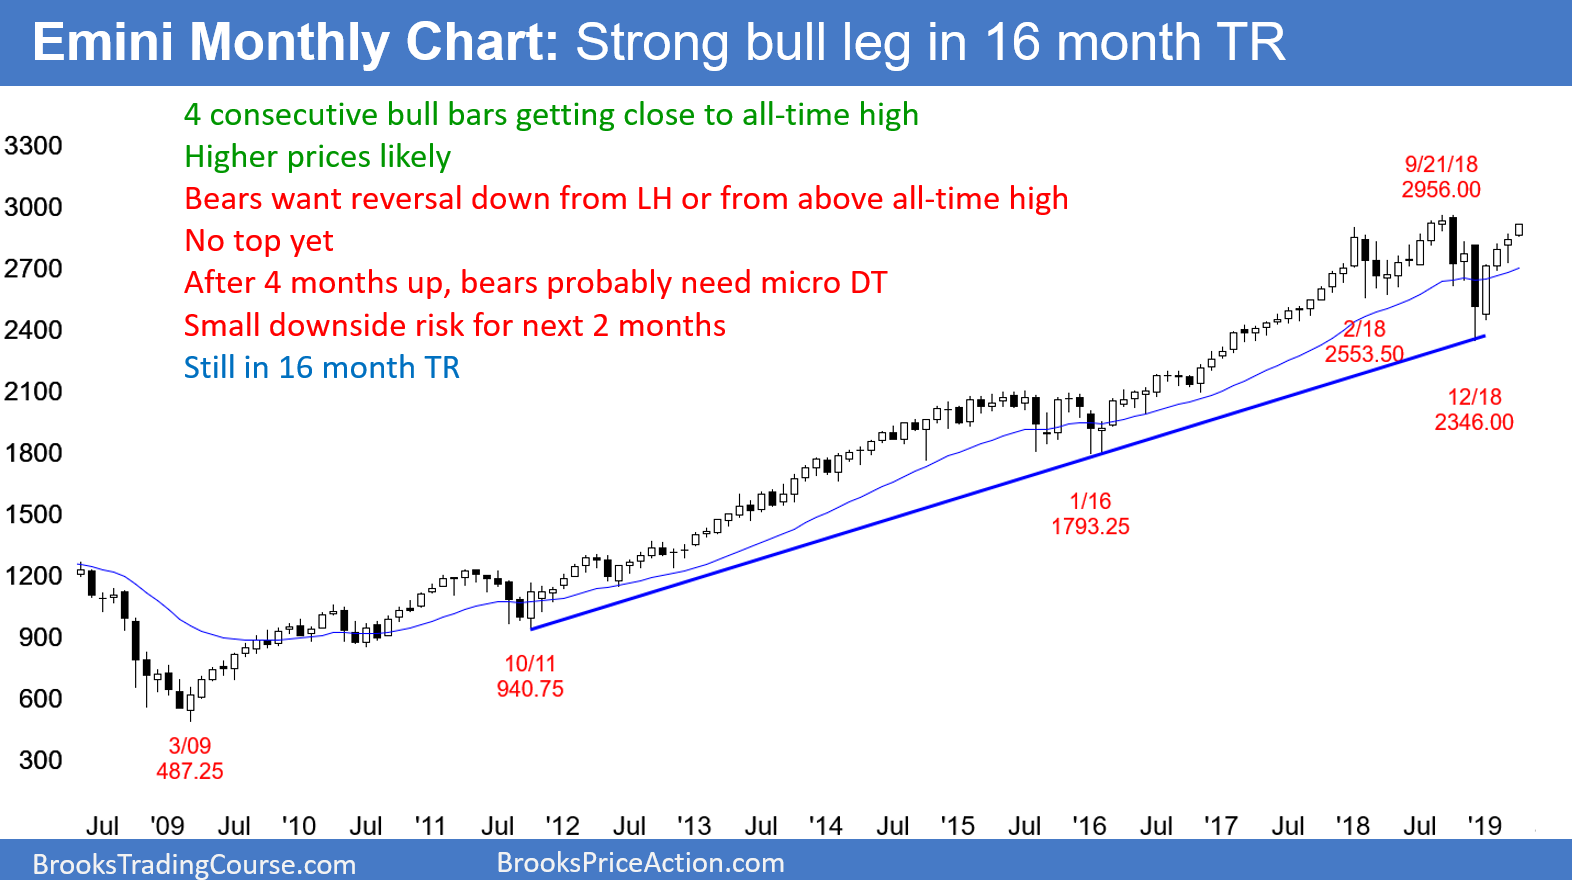 Emini Monthly Chart: Strong bull leg in 16 month TR
4 consecutive bull bars getting close to all-time high
Higher prices likely
Bears want reversal down from LH or from above all-time high
No top yet
After 4 months up, bears probably need micro DT
Small downside risk for next 2 months
Still in 16 month TR
3300
3000
2700
2400
2100
1800
1500
1200
900
600
300
9/21/18
2956.00
2/18
2553.50
12/18
2346.00
1/16
1793.25
10/11
940.75
3/09
487.25
Jul '09 Jul '10 Jul '11 Jul '12 Jul '13 Jul '14 Jul '15 Jul '16 Jul '17 Jul '18 Jul '19
BrooksTradingCourse.com
BrooksPriceAction.com